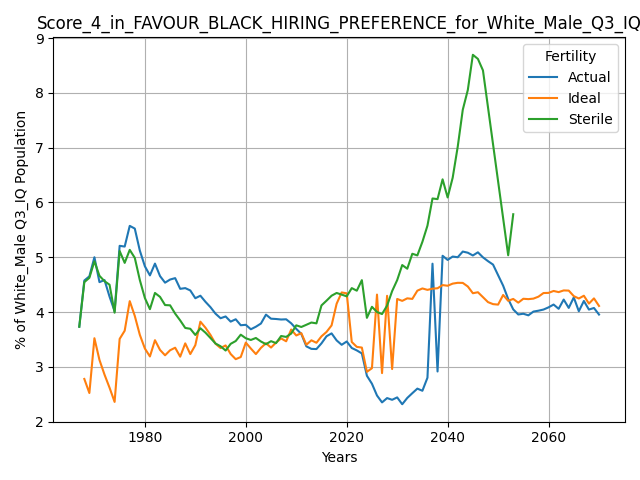 Score_4_in_FAVOUR_BLACK_HIRING_PREFERENCE_for_White_Male_Q3_IQ
% of White_Male Q3_IQ Population
9
8
7
6
5
4
3
2
Fertility
Actual
Ideal
Sterile
1980
2000
2020
2040
2060
Years